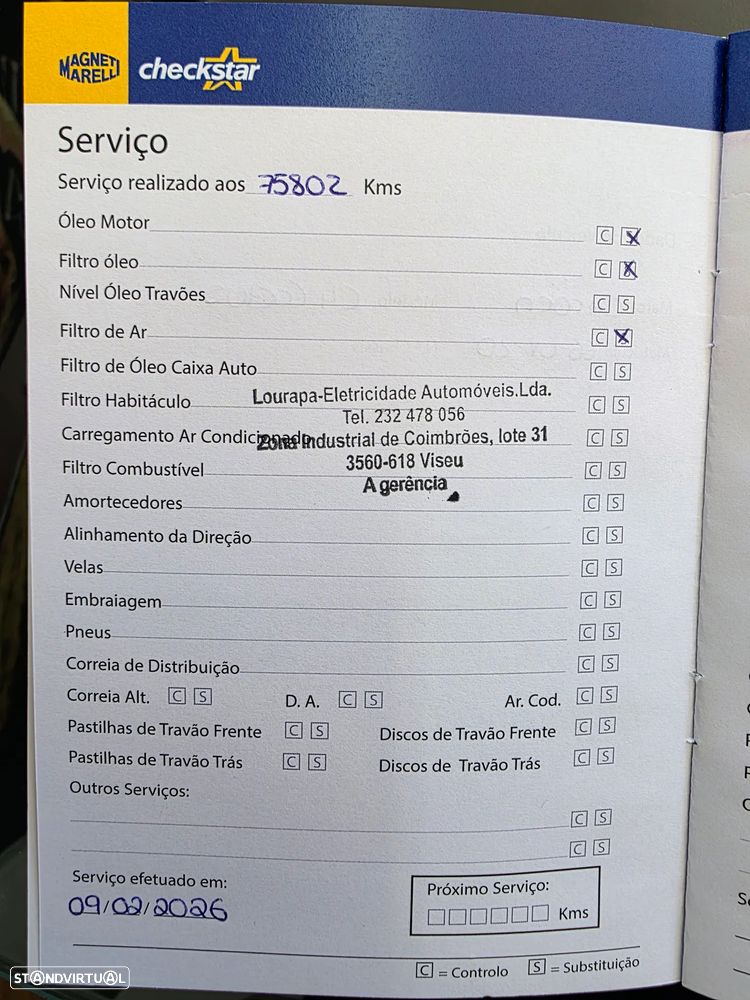 MAGNETI
MARELLI
checkstar
Serviço
Serviço realizado aos 75802 Kms
Óleo Motor C S
Filtro óleo C S
Nível Óleo Travões C S
Filtro de Ar C S
Filtro de Óleo Caixa Auto C S
Lourapa-Eletricidade Automóveis.Lda.
Filtro Habitáculo C S
Tel. 232 478 056
Carregamento Ar Condicionado C S
Zona Industrial de Coimbrões, lote 31
3560-618 Viseu
Filtro Combustível C S
A gerência
Amortecedores C S
Alinhamento da Direção C S
Velas C S
Embraiagem C S
Pneus C S
Correia de Distribuição C S
Correia Alt. C S D. A. C S Ar. Cod. C S
Pastilhas de Travão Frente C S Discos de Travão Frente C S
Pastilhas de Travão Trás C S Discos de Travão Trás C S
Outros Serviços:
C S
C S
Serviço efetuado em:
09/02/2026
Próximo Serviço:
Kms
C = Controlo S = Substituição
STANDVIRTUAL